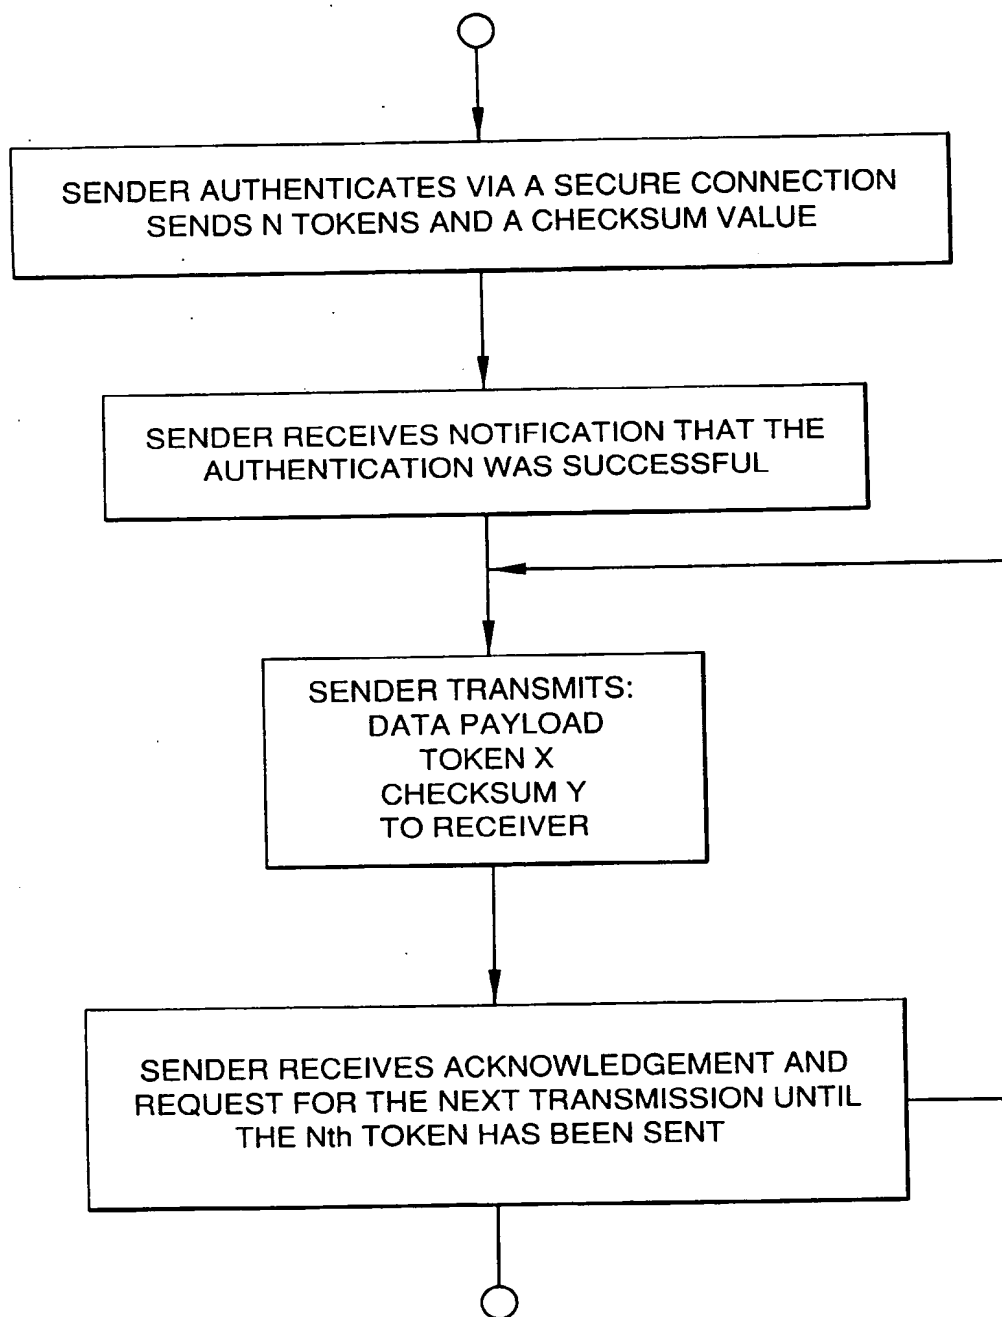 SENDER AUTHENTICATES VIA A SECURE CONNECTION
SENDS N TOKENS AND A CHECKSUM VALUE
SENDER RECEIVES NOTIFICATION THAT THE
AUTHENTICATION WAS SUCCESSFUL
SENDER TRANSMITS:
DATA PAYLOAD
TOKEN X
CHECKSUM Y
TO RECEIVER
SENDER RECEIVES ACKNOWLEDGEMENT AND
REQUEST FOR THE NEXT TRANSMISSION UNTIL
THE Nth TOKEN HAS BEEN SENT